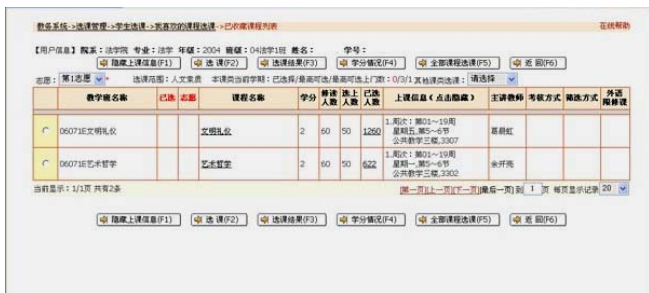 教务系统->选课管理->学生选课->我喜欢的课程选课->已收藏课程列表 在线帮助
【用户信息】院系：法学院 专业：法学 年级：2004 班级：04法学1班 姓名： 学号：
隐藏上课信息(F1) 选课(F2) 选课结果(F3) 学分情况(F4) 全部课程选课(F5) 返回(F6)
志愿：第1志愿 * 选课范围：人文素质 本课类当前学期：已选择/最高可选/最高可选上门数：0/3/1 其他课类选课：请选择
教学班名称 已选 志愿 课程名称 学分 修读人数 选上人数 已选人数 上课信息（点击隐藏） 主讲教师 考核方式 筛选方式 外语限修课
06071E文明礼仪 文明礼仪 2 60 50 1260 1.周次：第01～19周 星期五,第5～6节 公共教学三楼,3307 葛晨虹
06071E艺术哲学 艺术哲学 2 60 50 622 1.周次：第01～19周 星期一,第5～6节 公共教学三楼,3302 余开亮
当前显示：1/1页 共有2条 [第一页][上一页][下一页][最后一页]到 1 页 每页显示记录 20
隐藏上课信息(F1) 选课(F2) 选课结果(F3) 学分情况(F4) 全部课程选课(F5) 返回(F6)